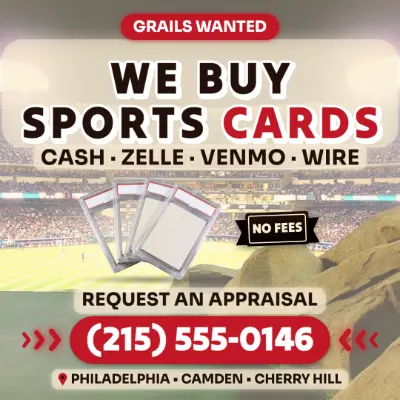 GRAILS WANTED
WE BUY
SPORTS CARDS
CASH · ZELLE · VENMO · WIRE
NO FEES
REQUEST AN APPRAISAL
(215) 555-0146
PHILADELPHIA • CAMDEN • CHERRY HILL